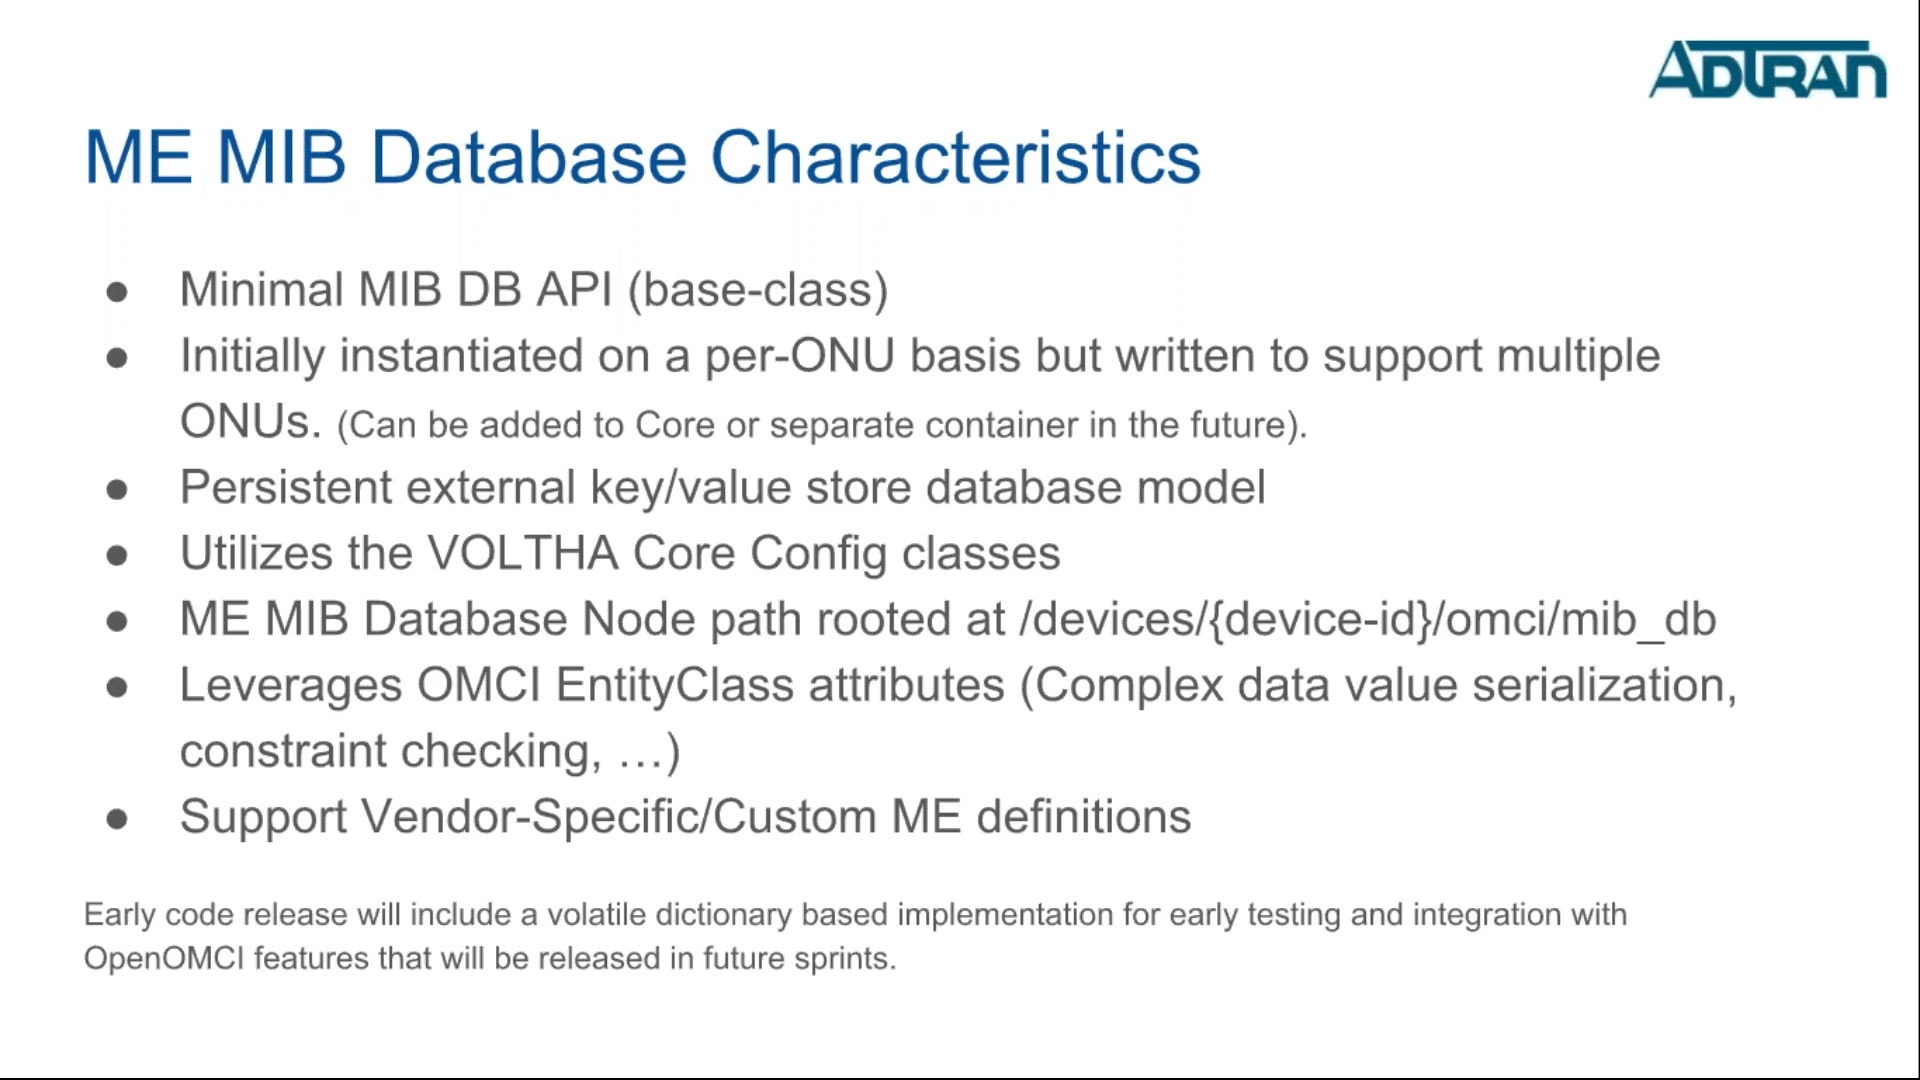 ADTRAN
ME MIB Database Characteristics
● Minimal MIB DB API (base-class)
● Initially instantiated on a per-ONU basis but written to support multiple
ONUs. (Can be added to Core or separate container in the future).
● Persistent external key/value store database model
● Utilizes the VOLTHA Core Config classes
● ME MIB Database Node path rooted at /devices/{device-id}/omci/mib_db
● Leverages OMCI EntityClass attributes (Complex data value serialization,
constraint checking, …)
● Support Vendor-Specific/Custom ME definitions
Early code release will include a volatile dictionary based implementation for early testing and integration with
OpenOMCI features that will be released in future sprints.